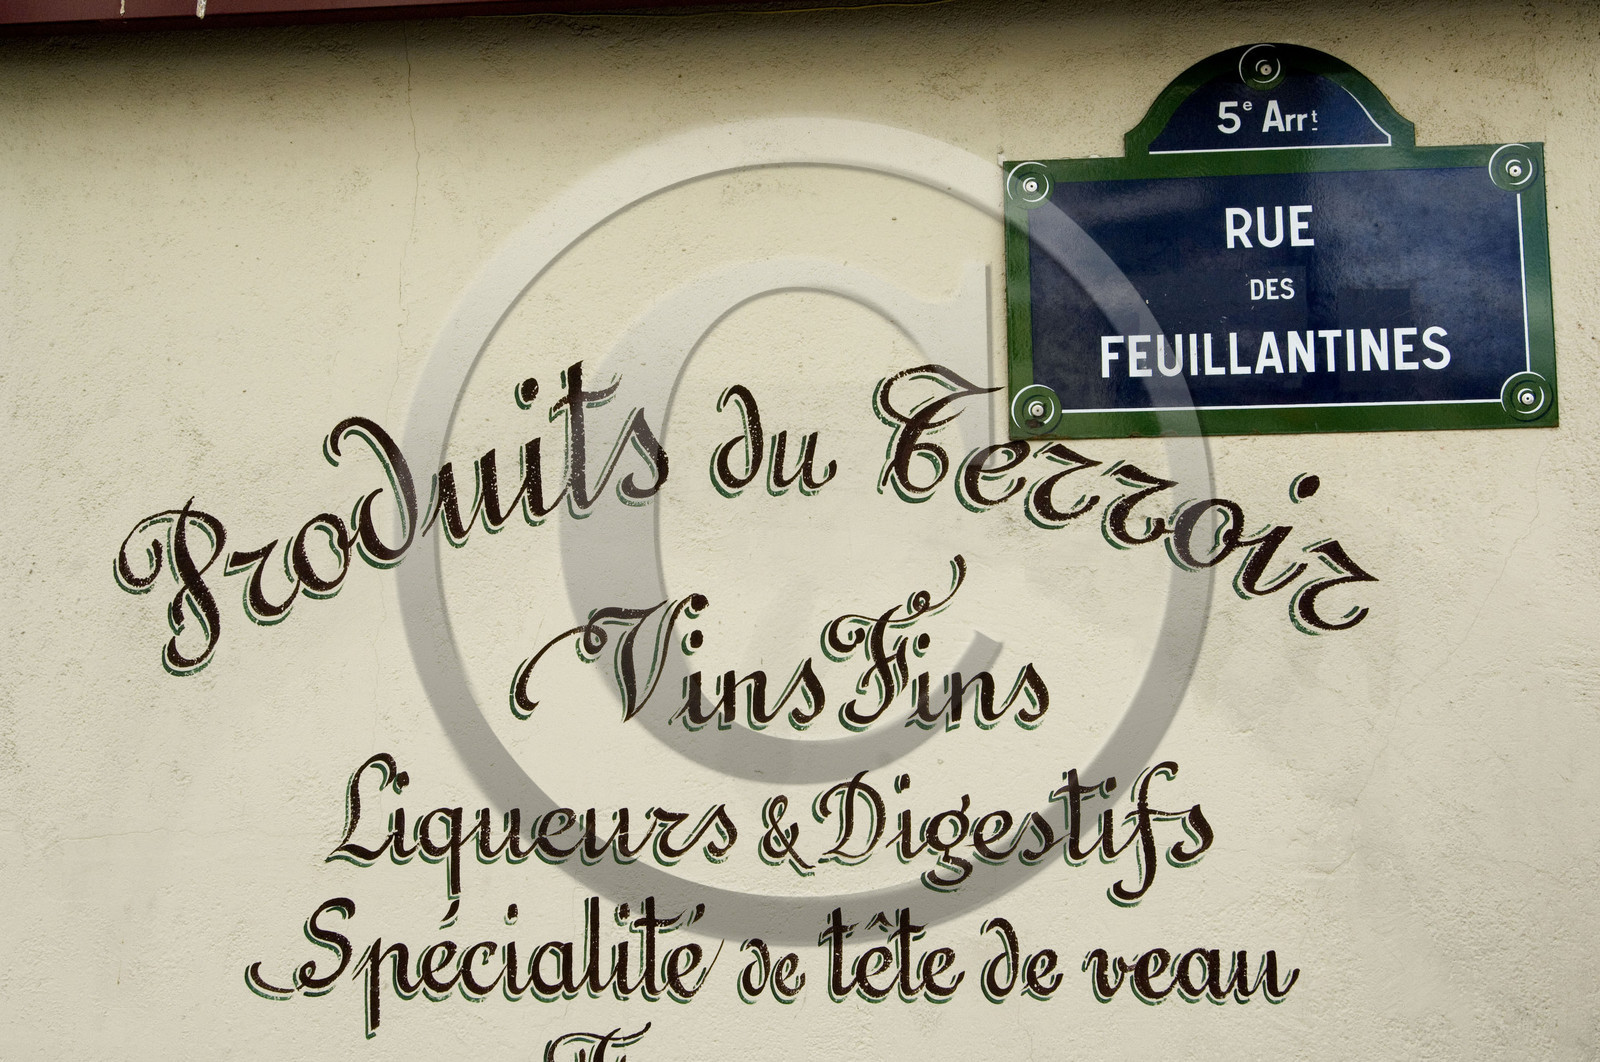 5e Arrt
RUE
DES
FEUILLANTINES
Produits du Terroir
Vins Fins
Liqueurs & Digestifs
Spécialité de tête de veau